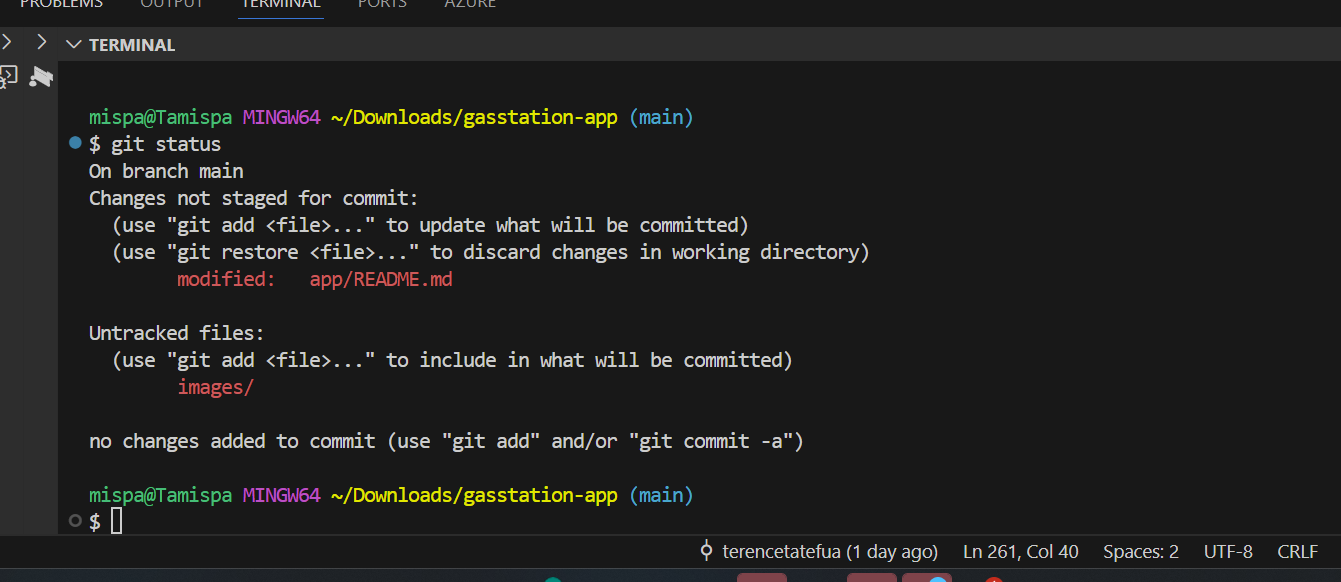 PROBLEMS OUTPUT TERMINAL PORTS AZURE
TERMINAL
mispa@Tamispa MINGW64 ~/Downloads/gasstation-app (main)
$ git status
On branch main
Changes not staged for commit:
  (use "git add <file>..." to update what will be committed)
  (use "git restore <file>..." to discard changes in working directory)
        modified:   app/README.md

Untracked files:
  (use "git add <file>..." to include in what will be committed)
        images/

no changes added to commit (use "git add" and/or "git commit -a")

mispa@Tamispa MINGW64 ~/Downloads/gasstation-app (main)
$
terencetatefua (1 day ago) Ln 261, Col 40 Spaces: 2 UTF-8 CRLF